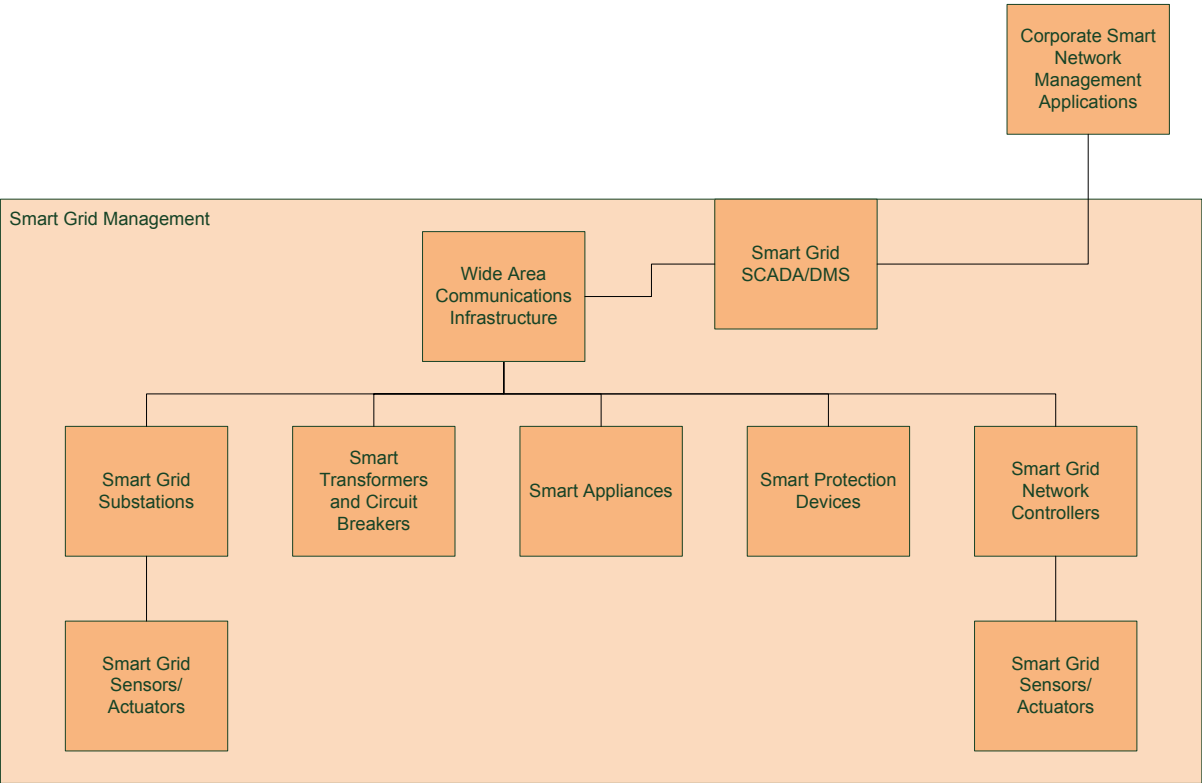 Corporate Smart
Network
Management
Applications
Smart Grid Management
Smart Grid
SCADA/DMS
Wide Area
Communications
Infrastructure
Smart Grid
Substations
Smart
Transformers
and Circuit
Breakers
Smart Appliances
Smart Protection
Devices
Smart Grid
Network
Controllers
Smart Grid
Sensors/
Actuators
Smart Grid
Sensors/
Actuators